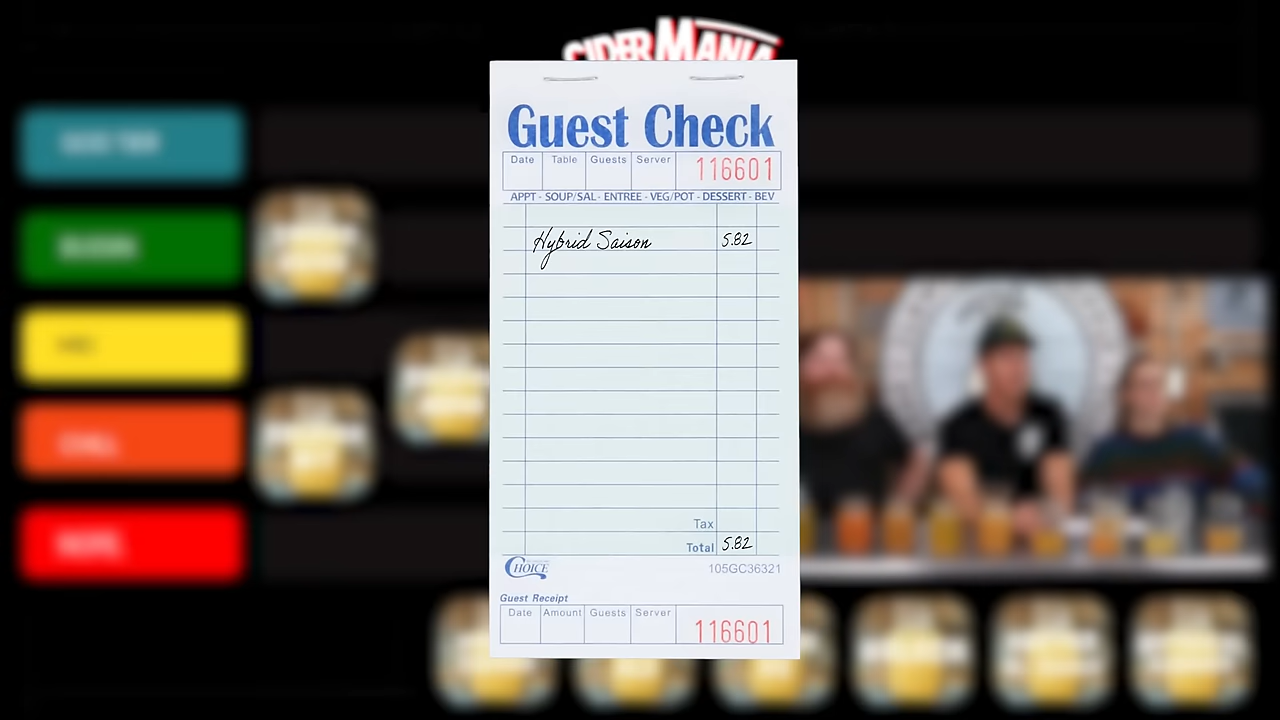 CIDERMANIA
Guest Check
Date Table Guests Server 116601
APPT - SOUP/SAL - ENTREE - VEG/POT - DESSERT - BEV
Hybrid Saison 5.82
Tax
Total 5.82
CHOICE 105GC36321
Guest Receipt
Date Amount Guests Server 116601